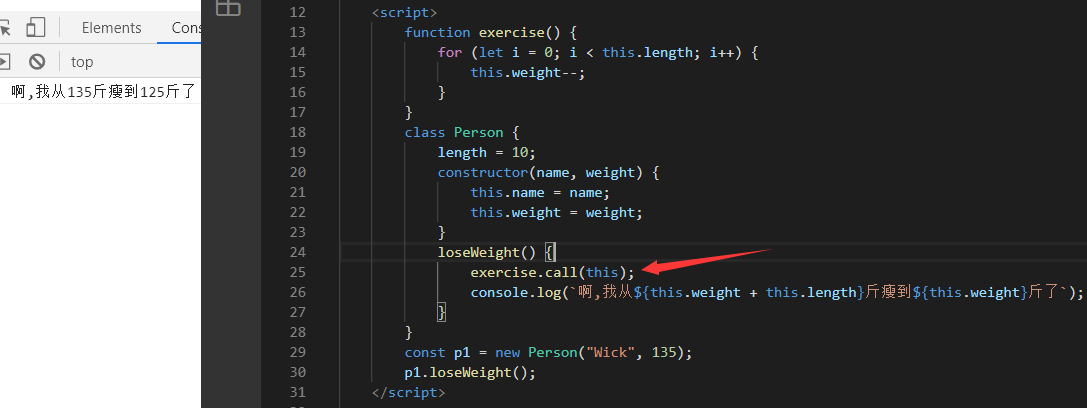 Elements Cons
top
啊,我从135斤瘦到125斤了
12 <script>
13 function exercise() {
14 for (let i = 0; i < this.length; i++) {
15 this.weight--;
16 }
17 }
18 class Person {
19 length = 10;
20 constructor(name, weight) {
21 this.name = name;
22 this.weight = weight;
23 }
24 loseWeight() {
25 exercise.call(this);
26 console.log(`啊,我从${this.weight + this.length}斤瘦到${this.weight}斤了`);
27 }
28 }
29 const p1 = new Person("Wick", 135);
30 p1.loseWeight();
31 </script>